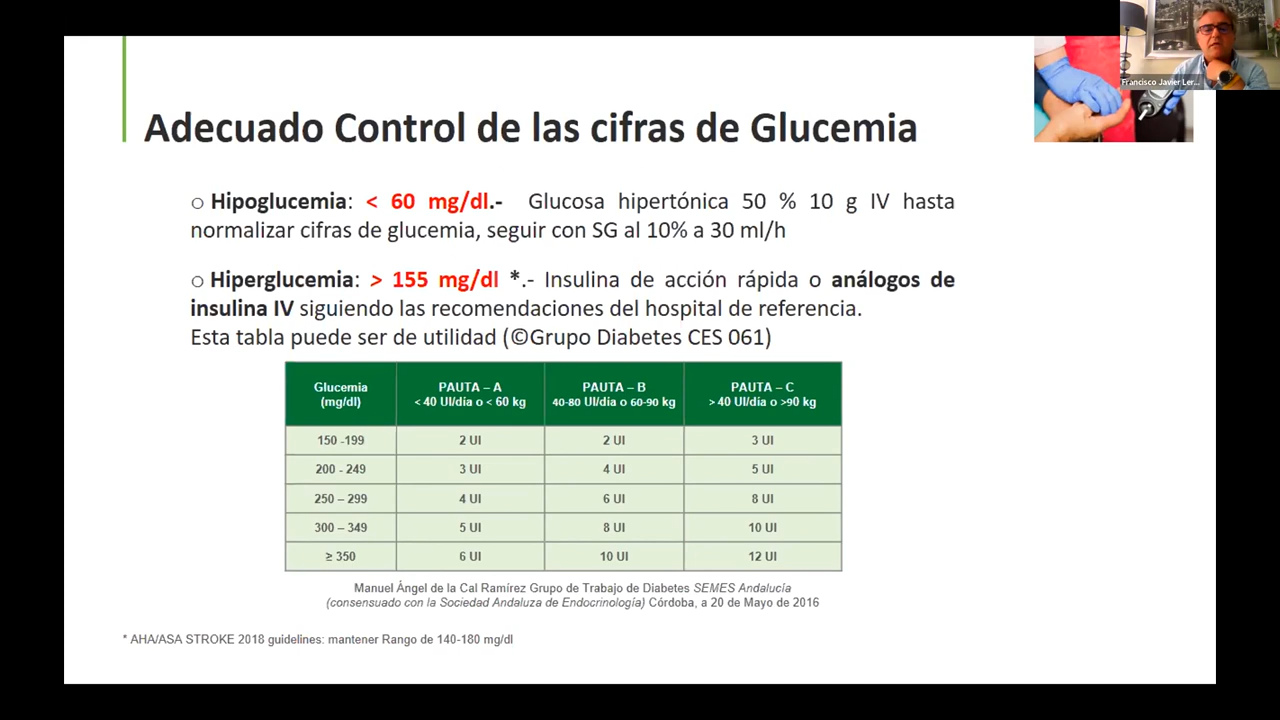 Francisco Javier Ler...
Adecuado Control de las cifras de Glucemia
o Hipoglucemia: < 60 mg/dl.- Glucosa hipertónica 50 % 10 g IV hasta
normalizar cifras de glucemia, seguir con SG al 10% a 30 ml/h
o Hiperglucemia: > 155 mg/dl *.- Insulina de acción rápida o análogos de
insulina IV siguiendo las recomendaciones del hospital de referencia.
Esta tabla puede ser de utilidad (©Grupo Diabetes CES 061)
Glucemia PAUTA – A PAUTA – B PAUTA – C
(mg/dl) < 40 UI/dia o < 60 kg 40-80 UI/dia o 60-90 kg > 40 UI/dia o >90 kg
150 -199 2 UI 2 UI 3 UI
200 - 249 3 UI 4 UI 5 UI
250 – 299 4 UI 6 UI 8 UI
300 – 349 5 UI 8 UI 10 UI
≥ 350 6 UI 10 UI 12 UI
Manuel Ángel de la Cal Ramírez Grupo de Trabajo de Diabetes SEMES Andalucía
(consensuado con la Sociedad Andaluza de Endocrinología) Córdoba, a 20 de Mayo de 2016
* AHA/ASA STROKE 2018 guidelines: mantener Rango de 140-180 mg/dl